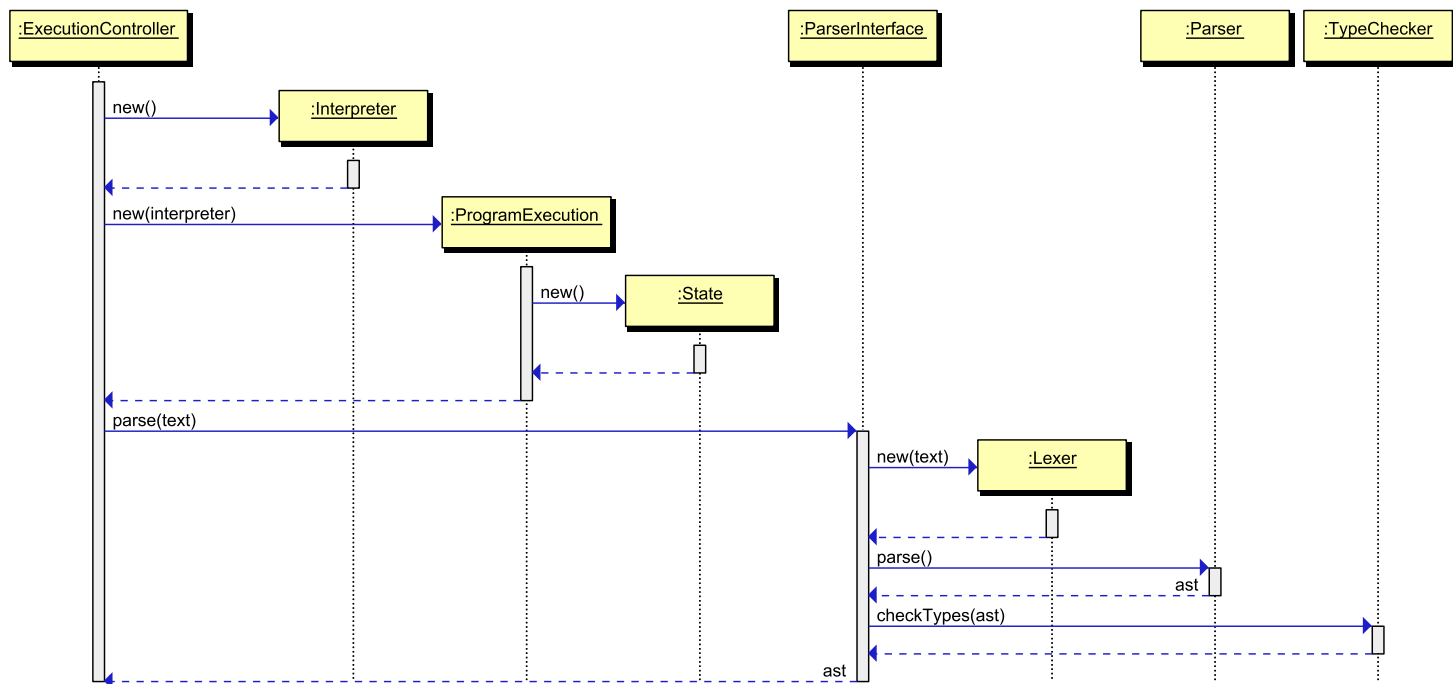 :ExecutionController
:ParserInterface
:Parser
:TypeChecker
new()
:Interpreter
new(interpreter)
:ProgramExecution
new()
:State
parse(text)
new(text)
:Lexer
parse()
ast
checkTypes(ast)
ast